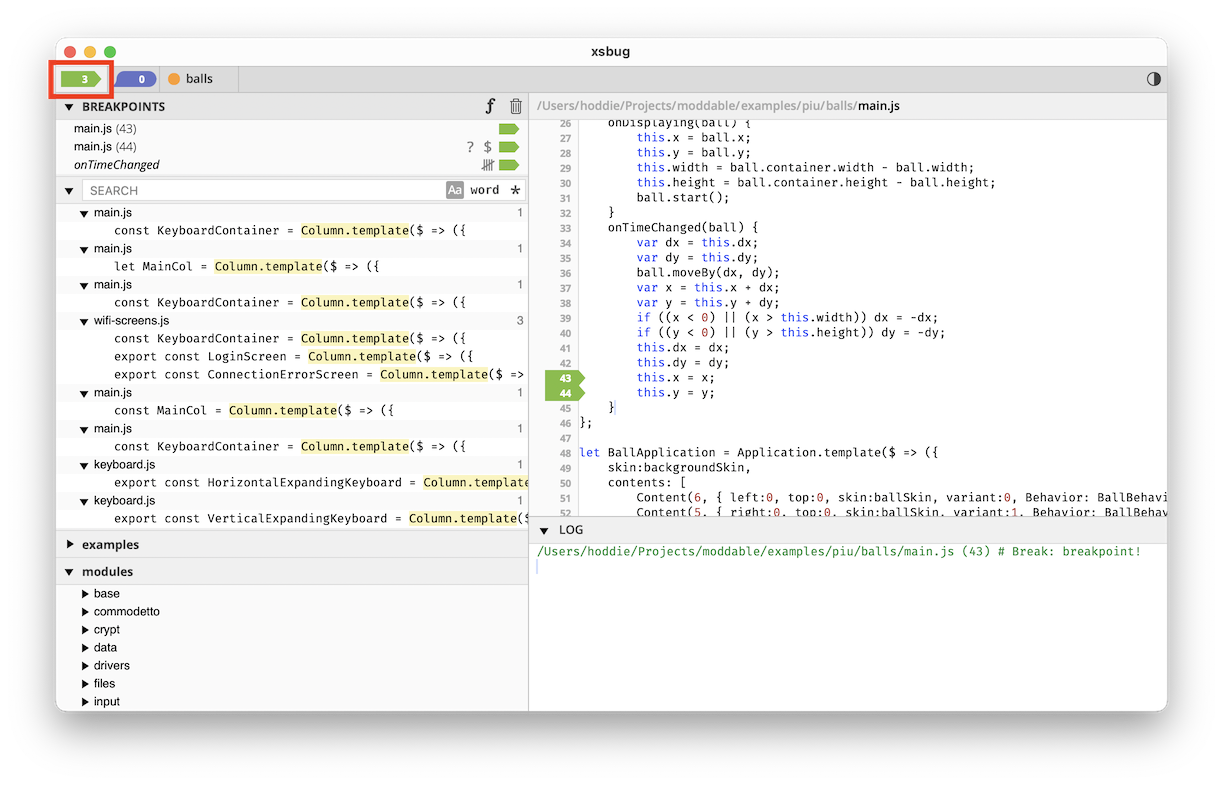 xsbug
3 0 balls
BREAKPOINTS f
main.js (43)
main.js (44) ? $
onTimeChanged
SEARCH Aa word *
main.js 1
const KeyboardContainer = Column.template($ => ({
main.js 1
let MainCol = Column.template($ => ({
main.js 1
const KeyboardContainer = Column.template($ => ({
wifi-screens.js 3
const KeyboardContainer = Column.template($ => ({
export const LoginScreen = Column.template($ => ({
export const ConnectionErrorScreen = Column.template($ =>
main.js 1
const MainCol = Column.template($ => ({
main.js 1
const KeyboardContainer = Column.template($ => ({
keyboard.js 1
export const HorizontalExpandingKeyboard = Column.template
keyboard.js 1
export const VerticalExpandingKeyboard = Column.template($
examples
modules
base
commodetto
crypt
data
drivers
files
input
/Users/hoddie/Projects/moddable/examples/piu/balls/main.js
26 onDisplaying(ball) {
27 this.x = ball.x;
28 this.y = ball.y;
29 this.width = ball.container.width - ball.width;
30 this.height = ball.container.height - ball.height;
31 ball.start();
32 }
33 onTimeChanged(ball) {
34 var dx = this.dx;
35 var dy = this.dy;
36 ball.moveBy(dx, dy);
37 var x = this.x + dx;
38 var y = this.y + dy;
39 if ((x < 0) || (x > this.width)) dx = -dx;
40 if ((y < 0) || (y > this.height)) dy = -dy;
41 this.dx = dx;
42 this.dy = dy;
43 this.x = x;
44 this.y = y;
45 }
46 };
47
48 let BallApplication = Application.template($ => ({
49 skin:backgroundSkin,
50 contents: [
51 Content(6, { left:0, top:0, skin:ballSkin, variant:0, Behavior: BallBehavi
52 Content(5, { right:0, top:0, skin:ballSkin, variant:1, Behavior: BallBehav
LOG
/Users/hoddie/Projects/moddable/examples/piu/balls/main.js (43) # Break: breakpoint!